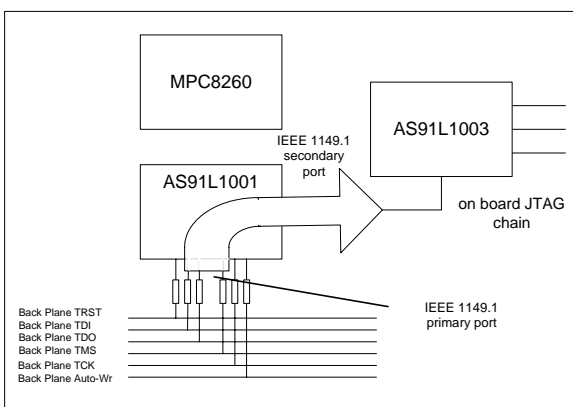 MPC8260
AS91L1003
IEEE 1149.1
secondary
port
AS91L1001
on board JTAG
chain
IEEE 1149.1
primary port
Back Plane TRST
Back Plane TDI
Back Plane TDO
Back Plane TMS
Back Plane TCK
Back Plane Auto-Wr